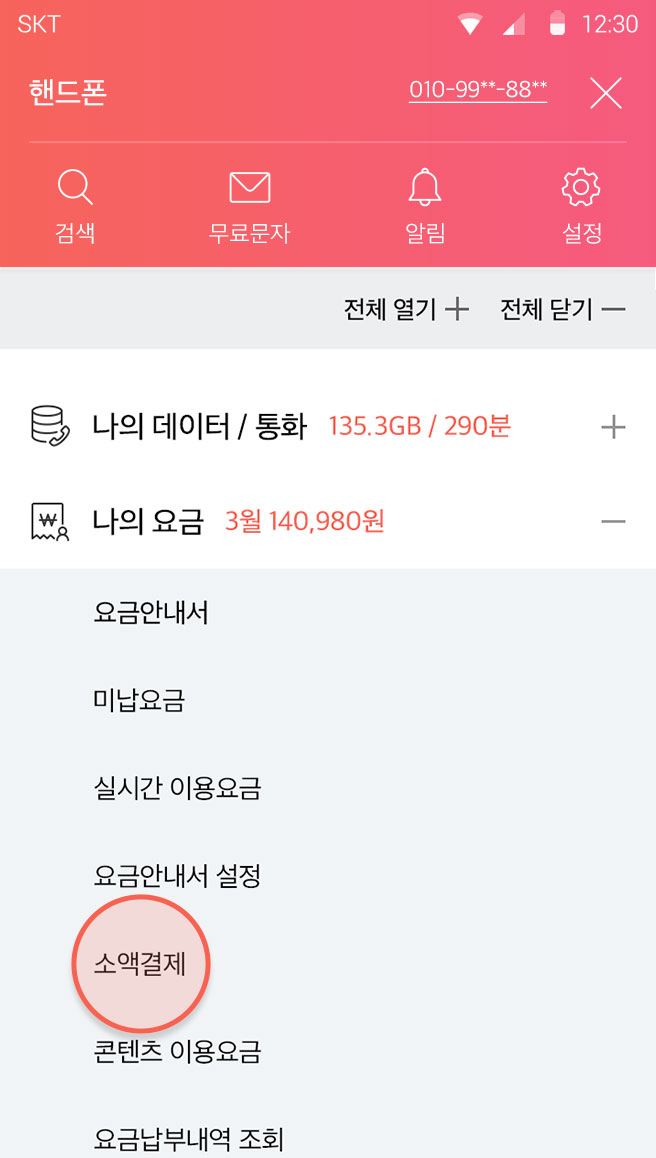 SKT 12:30
핸드폰 010-99**-88**
검색 무료문자 알림 설정
전체 열기 전체 닫기
나의 데이터 / 통화 135.3GB / 290분
나의 요금 3월 140,980원
요금안내서
미납요금
실시간 이용요금
요금안내서 설정
소액결제
콘텐츠 이용요금
요금납부내역 조회